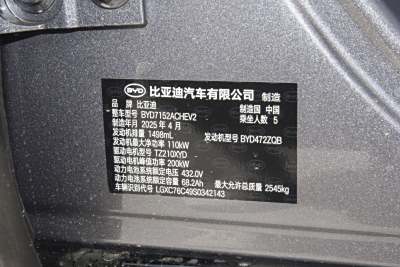 BYD 比亚迪汽车有限公司 制造
品 牌 比亚迪 制造国 中国
整车型号 BYD7152ACHEV2 乘坐人数 5
制造年月 2025 年 4 月
发动机排量 1498mL 发动机型号 BYD472ZQB
发动机最大净功率 110kW
驱动电机型号 TZ210XYD
驱动电机峰值功率 200kW
动力电池系统额定电压 432.0V
动力电池系统额定容量 68.2Ah 最大允许总质量 2545kg
车辆识别代号 LGXC76C49S0342143